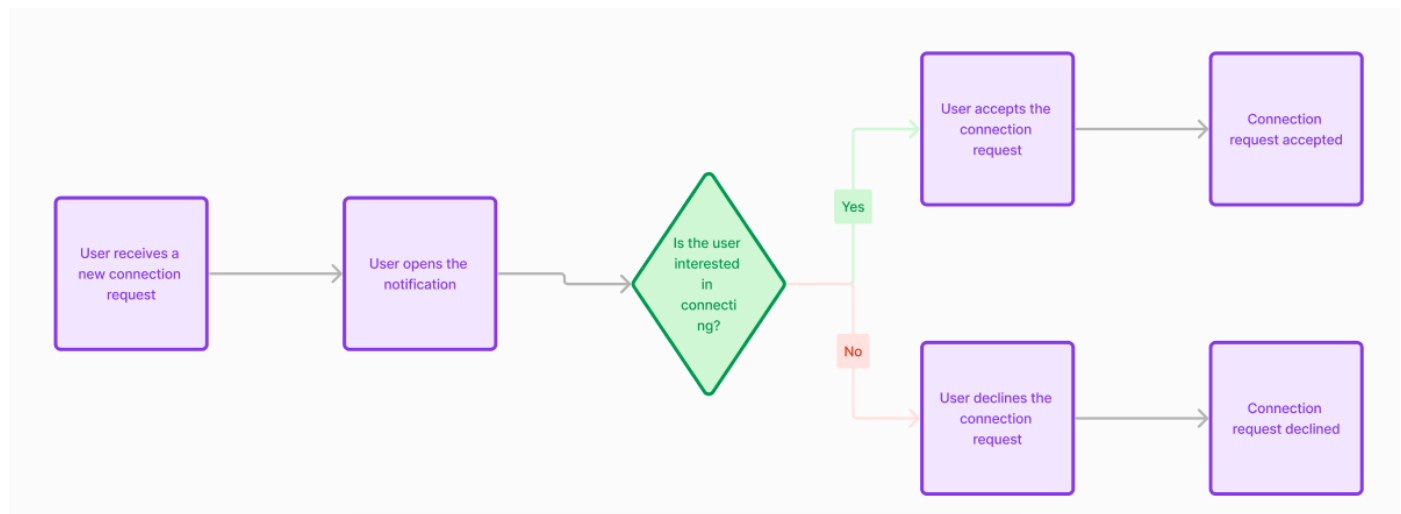 User receives a
new connection
request
User opens the
notification
Is the user
interested
in
connecti
ng?
Yes
User accepts the
connection
request
Connection
request accepted
No
User declines the
connection
request
Connection
request declined